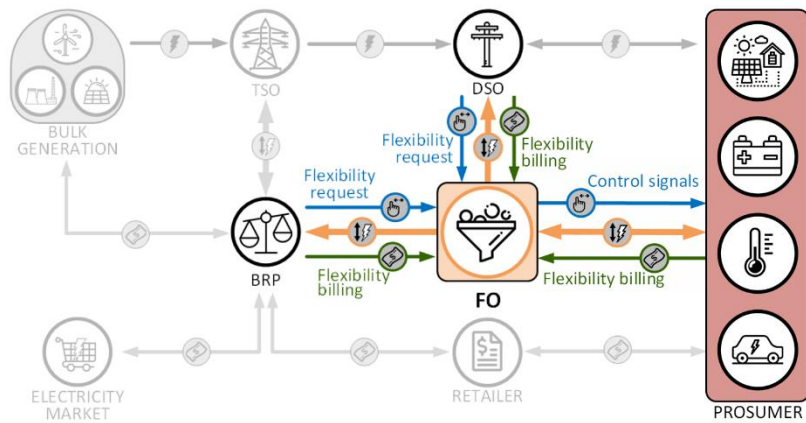 TSO
DSO
BULK
GENERATION
Flexibility
request
Flexibility
billing
Flexibility
request
Control signals
BRP
Flexibility
billing
Flexibility billing
FO
ELECTRICITY
MARKET
RETAILER
PROSUMER